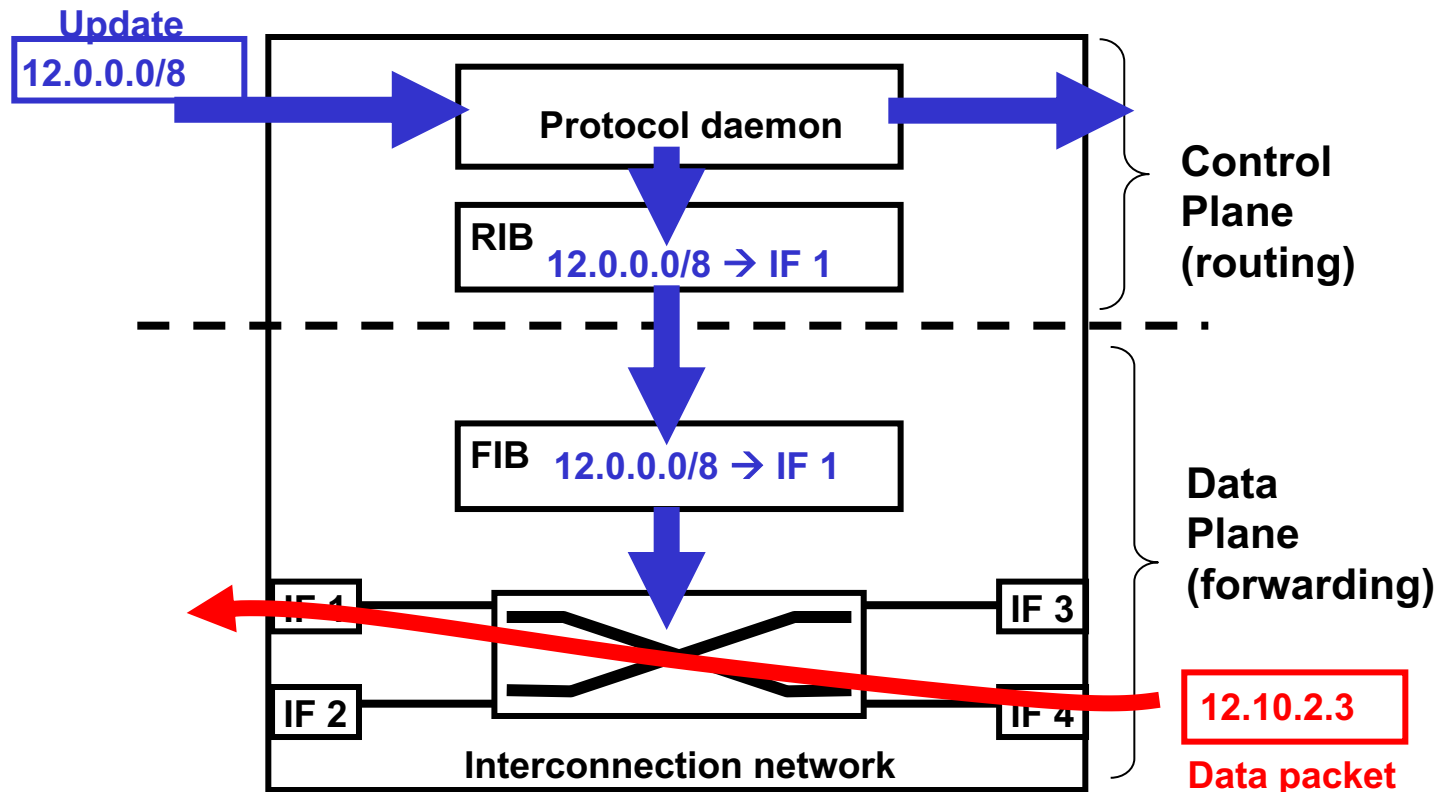 Update
12.0.0.0/8
Protocol daemon
Control
Plane
(routing)
RIB
12.0.0.0/8 → IF 1
FIB 12.0.0.0/8 → IF 1
Data
Plane
(forwarding)
IF 1
IF 3
IF 2
IF 4
12.10.2.3
Interconnection network
Data packet